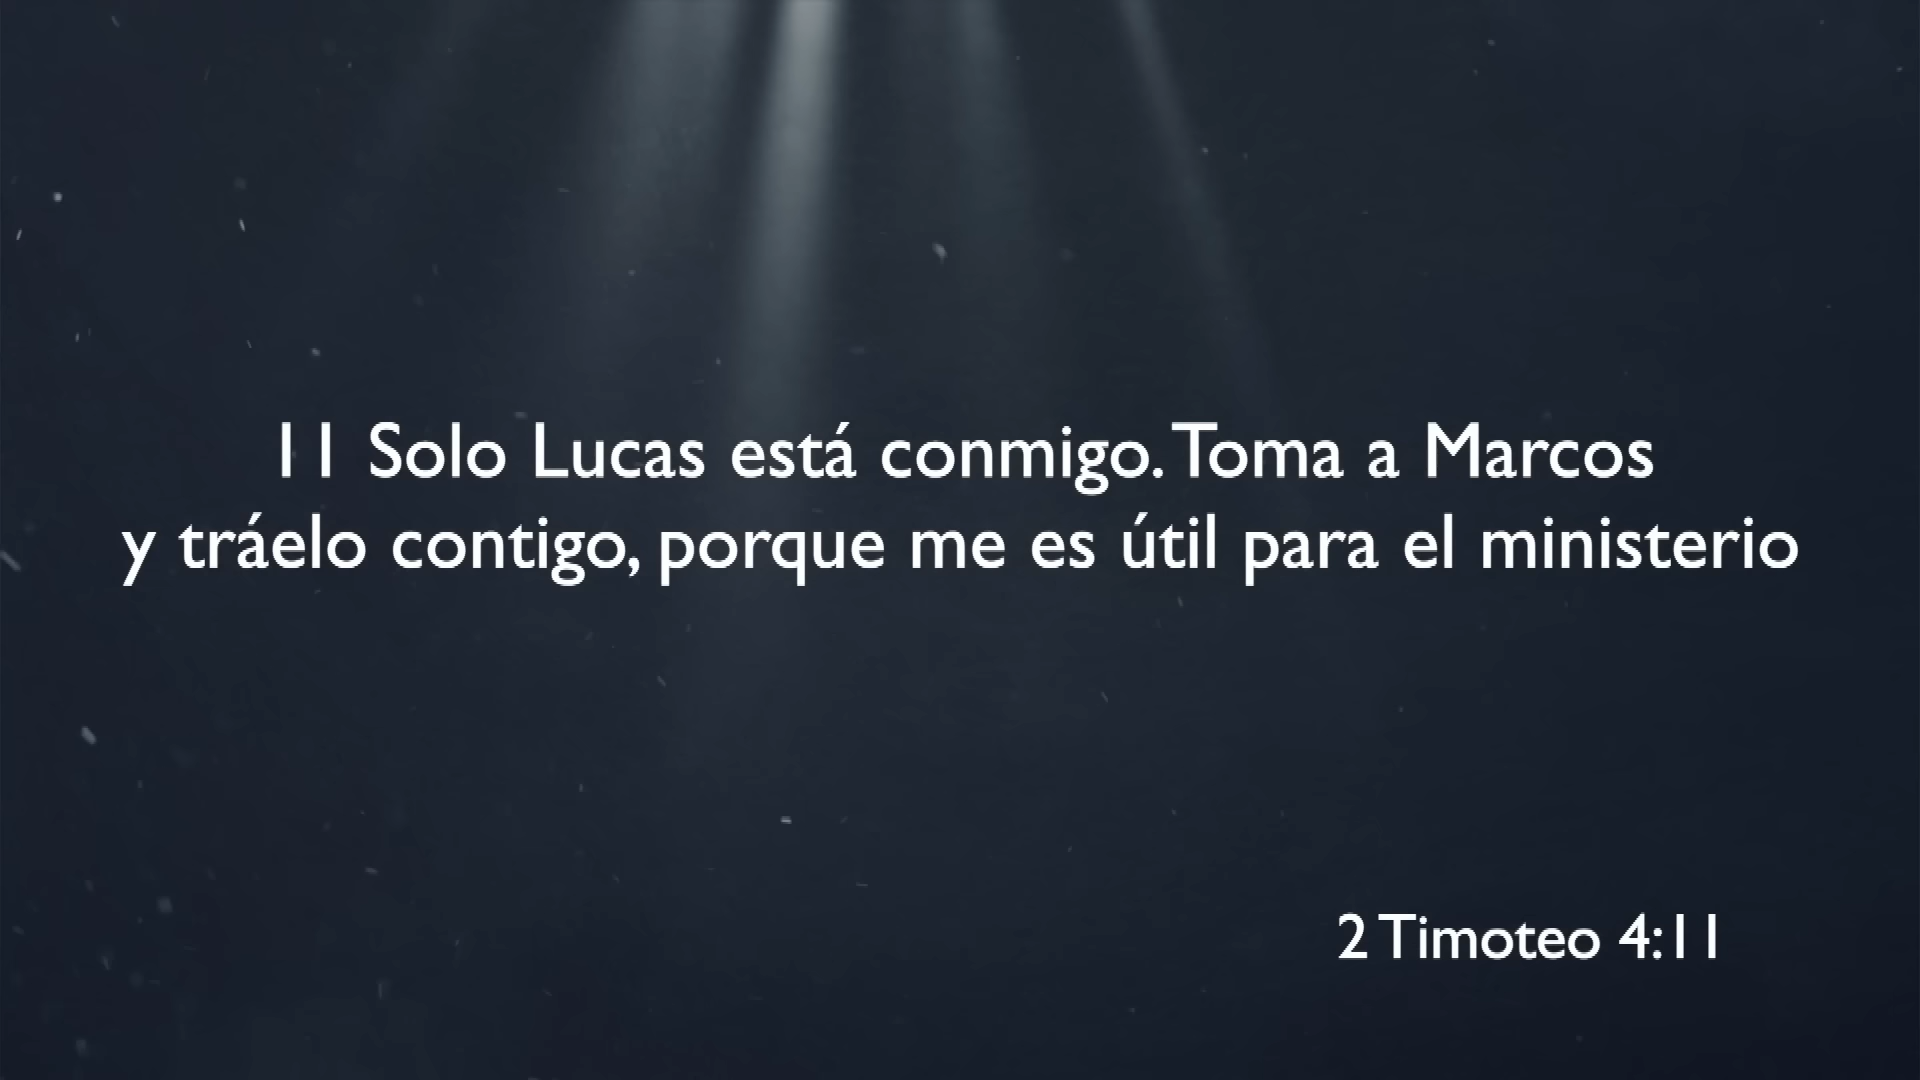 11 Solo Lucas está conmigo. Toma a Marcos
y tráelo contigo, porque me es útil para el ministerio
2 Timoteo 4:11